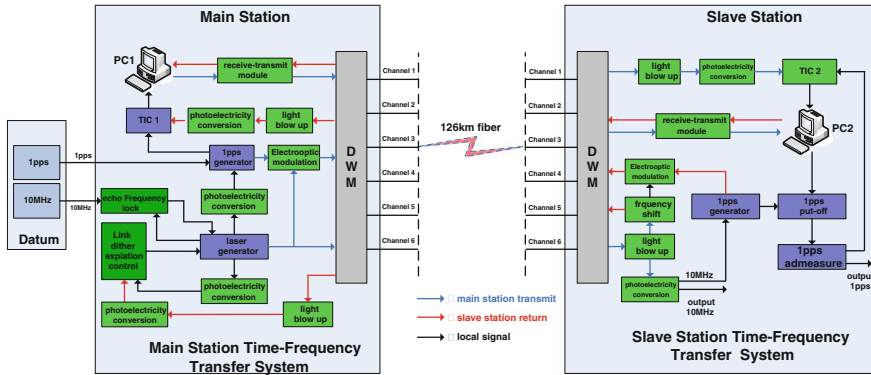 Main Station
Slave Station
PC1
receive-transmit
module
TIC 1
photoelectricity
conversion
light
blow up
1pps
generator
Electrooptic
modulation
photoelectricity
conversion
1pps
10MHz
Datum
1pps
10MHz
echo Frequency
lock
Link
dither
expiation
control
laser
generator
photoelectricity
conversion
photoelectricity
conversion
light
blow up
D
W
M
Main Station Time-Frequency
Transfer System
Channel 1
Channel 2
Channel 3
Channel 4
Channel 5
Channel 6
126km fiber
main station transmit
slave station return
local signal
Channel 1
Channel 2
Channel 3
Channel 4
Channel 5
Channel 6
D
W
M
light
blow up
photoelectricity
conversion
TIC 2
receive-transmit
module
PC2
Electrooptic
modulation
frquency
shift
light
blow up
photoelectricity
conversion
1pps
generator
1pps
put-off
1pps
admeasure
10MHz
output
10MHz
output
1pps
Slave Station Time-Frequency
Transfer System